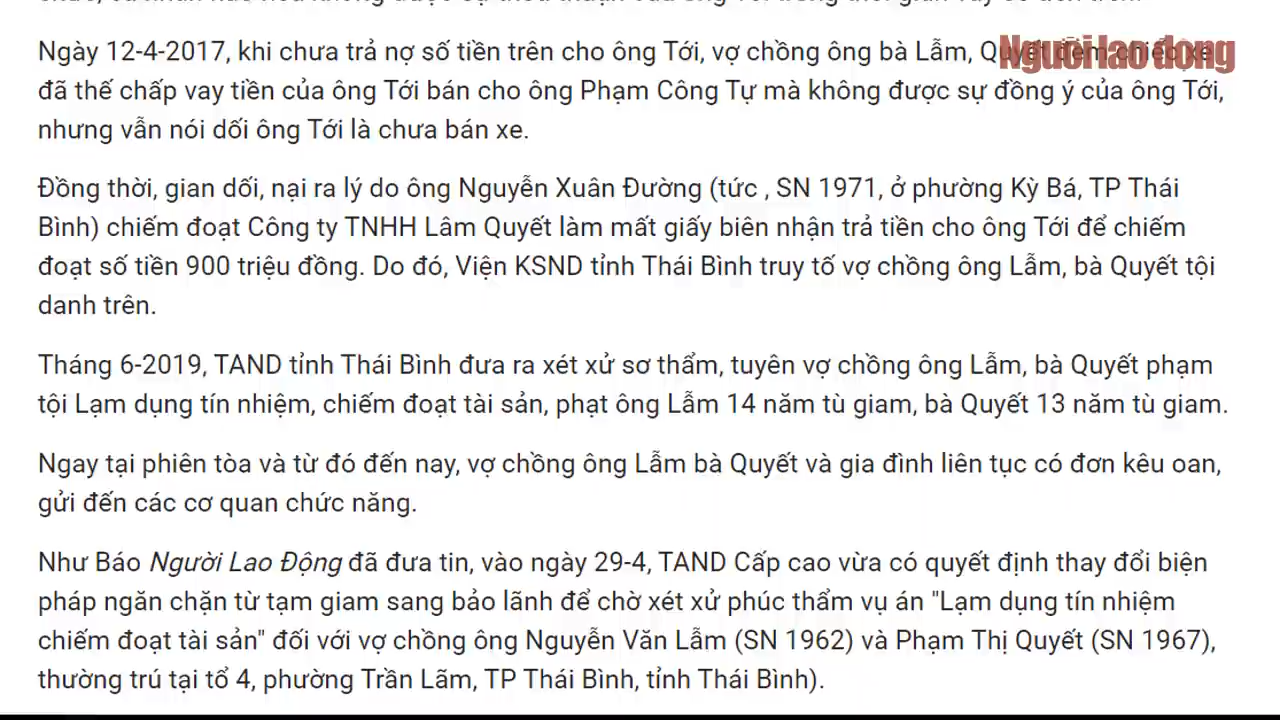 Ngày 12-4-2017, khi chưa trả nợ số tiền trên cho ông Tới, vợ chồng ông bà Lẫm, Quyết đem chiếc xe
Người lao động
đã thế chấp vay tiền của ông Tới bán cho ông Phạm Công Tự mà không được sự đồng ý của ông Tới,
nhưng vẫn nói dối ông Tới là chưa bán xe.
Đồng thời, gian dối, nại ra lý do ông Nguyễn Xuân Đường (tức , SN 1971, ở phường Kỳ Bá, TP Thái
Bình) chiếm đoạt Công ty TNHH Lâm Quyết làm mất giấy biên nhận trả tiền cho ông Tới để chiếm
đoạt số tiền 900 triệu đồng. Do đó, Viện KSND tỉnh Thái Bình truy tố vợ chồng ông Lẫm, bà Quyết tội
danh trên.
Tháng 6-2019, TAND tỉnh Thái Bình đưa ra xét xử sơ thẩm, tuyên vợ chồng ông Lẫm, bà Quyết phạm
tội Lạm dụng tín nhiệm, chiếm đoạt tài sản, phạt ông Lẫm 14 năm tù giam, bà Quyết 13 năm tù giam.
Ngay tại phiên tòa và từ đó đến nay, vợ chồng ông Lẫm bà Quyết và gia đình liên tục có đơn kêu oan,
gửi đến các cơ quan chức năng.
Như Báo Người Lao Động đã đưa tin, vào ngày 29-4, TAND Cấp cao vừa có quyết định thay đổi biện
pháp ngăn chặn từ tạm giam sang bảo lãnh để chờ xét xử phúc thẩm vụ án "Lạm dụng tín nhiệm
chiếm đoạt tài sản" đối với vợ chồng ông Nguyễn Văn Lẫm (SN 1962) và Phạm Thị Quyết (SN 1967),
thường trú tại tổ 4, phường Trần Lãm, TP Thái Bình, tỉnh Thái Bình).